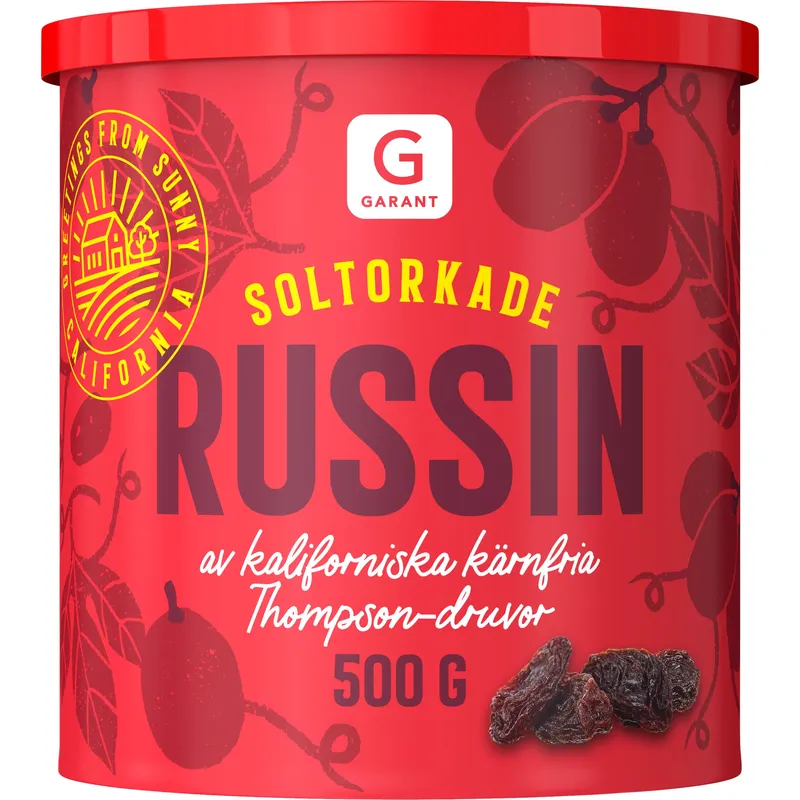 G
GARANT
GREETINGS FROM SUNNY
CALIFORNIA
SOLTORKADE
RUSSIN
av kaliforniska kärnfria
Thompson-druvor
500 G